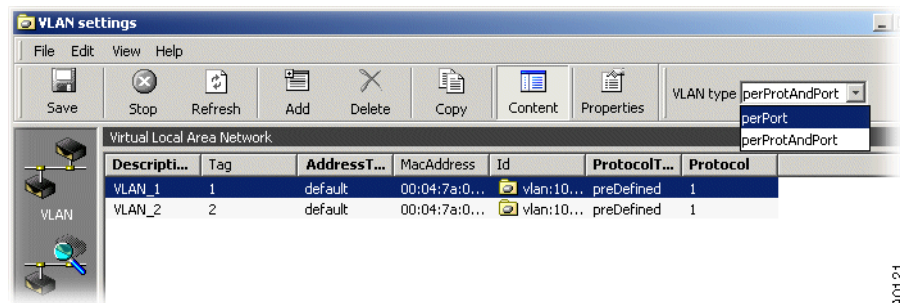 VLAN settings
File Edit View Help
Save Stop Refresh Add Delete Copy Content Properties VLAN type perProtAndPort
perPort
perProtAndPort
Virtual Local Area Network
Descripti... Tag AddressT... MacAddress Id ProtocolT... Protocol
VLAN_1 1 default 00:04:7a:0... vlan:10... preDefined 1
VLAN_2 2 default 00:04:7a:0... vlan:10... preDefined 1
VLAN